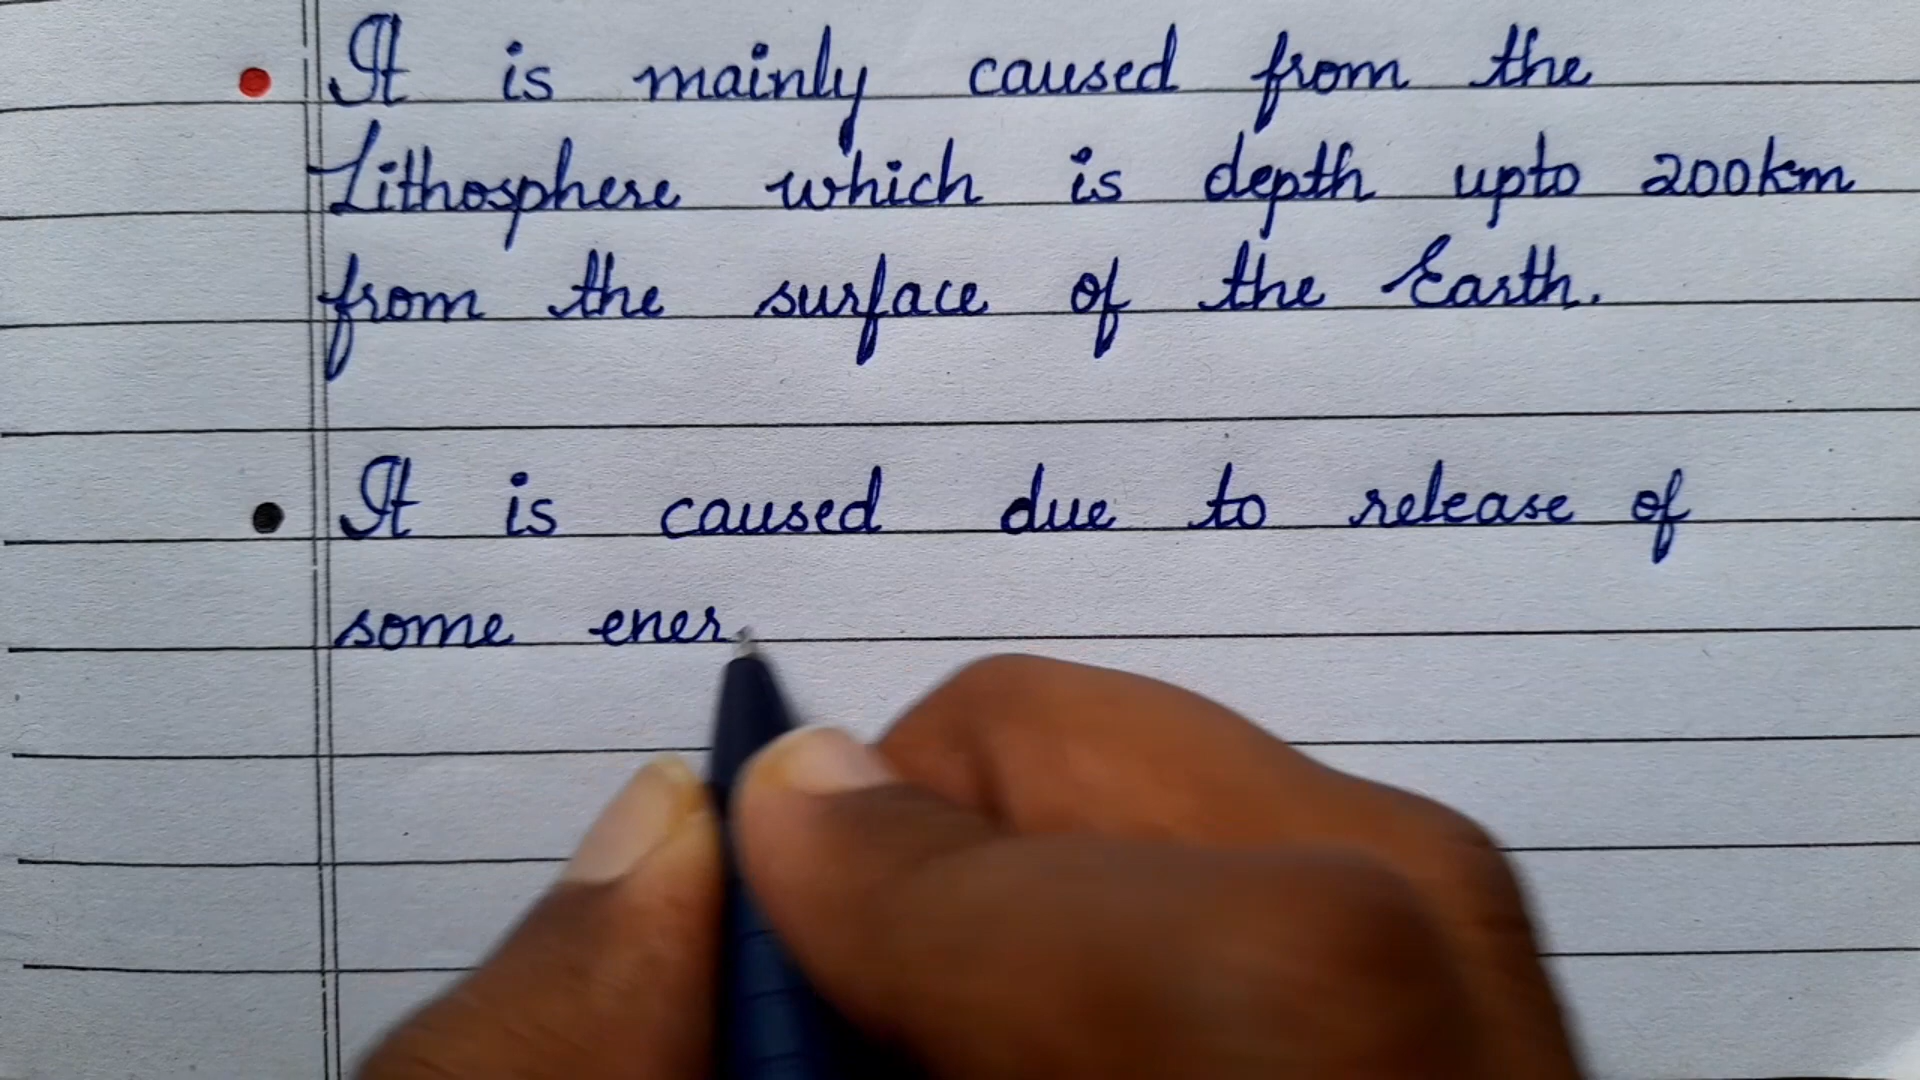 It is mainly caused from the
Lithosphere which is depth upto 200km
from the surface of the Earth.
It is caused due to release of
some ener